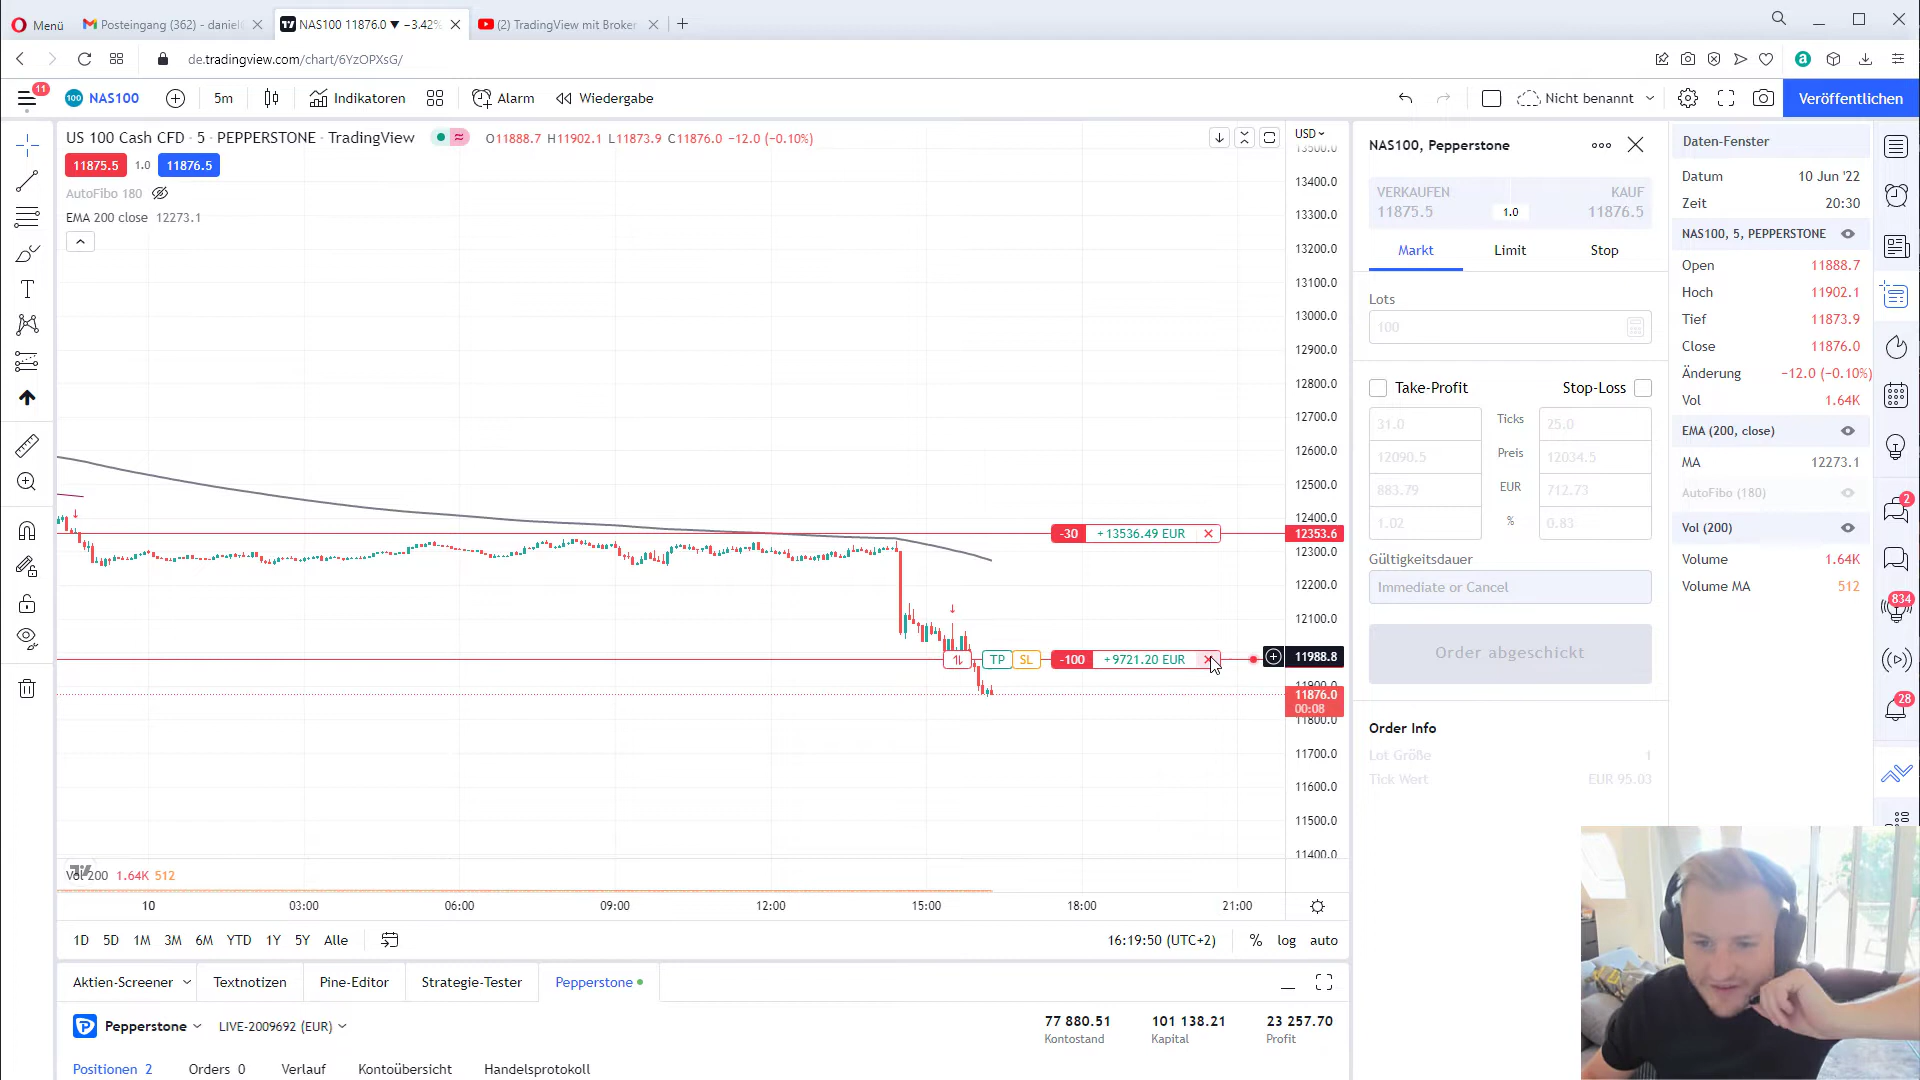 Menü
Posteingang (362) - daniel
NAS100 11876.0 ▼ −3.42%
(2) TradingView mit Broker
de.tradingview.com/chart/6YzOPXsG/
11
100 NAS100
5m
Indikatoren
Alarm
Wiedergabe
Nicht benannt
Veröffentlichen
US 100 Cash CFD · 5 · PEPPERSTONE · TradingView
O11888.7 H11902.1 L11873.9 C11876.0 −12.0 (−0.10%)
11875.5 1.0 11876.5
AutoFibo 180
EMA 200 close 12273.1
USD
13500.0
13400.0
13300.0
13200.0
13100.0
13000.0
12900.0
12800.0
12700.0
12600.0
12500.0
12400.0
-30 +13536.49 EUR
12353.6
12300.0
12200.0
12100.0
TP SL -100 +9721.20 EUR
11988.8
11900.0
11876.0
00:08
11800.0
11700.0
11600.0
11500.0
11400.0
Vol 200 1.64K 512
10 03:00 06:00 09:00 12:00 15:00 18:00 21:00
1D 5D 1M 3M 6M YTD 1Y 5Y Alle
16:19:50 (UTC+2) % log auto
Aktien-Screener Textnotizen Pine-Editor Strategie-Tester Pepperstone
Pepperstone LIVE-2009692 (EUR)
77 880.51 101 138.21 23 257.70
Kontostand Kapital Profit
Positionen 2 Orders 0 Verlauf Kontoübersicht Handelsprotokoll
NAS100, Pepperstone
VERKAUFEN KAUF
11875.5 1.0 11876.5
Markt Limit Stop
Lots
100
Take-Profit Stop-Loss
31.0 Ticks 25.0
12090.5 Preis 12034.5
883.79 EUR 712.73
1.02 % 0.83
Gültigkeitsdauer
Immediate or Cancel
Order abgeschickt
Order Info
Lot Größe 1
Tick Wert EUR 95.03
Daten-Fenster
Datum 10 Jun '22
Zeit 20:30
NAS100, 5, PEPPERSTONE
Open 11888.7
Hoch 11902.1
Tief 11873.9
Close 11876.0
Änderung −12.0 (−0.10%)
Vol 1.64K
EMA (200, close)
MA 12273.1
AutoFibo (180)
Vol (200)
Volume 1.64K
Volume MA 512
2
834
28